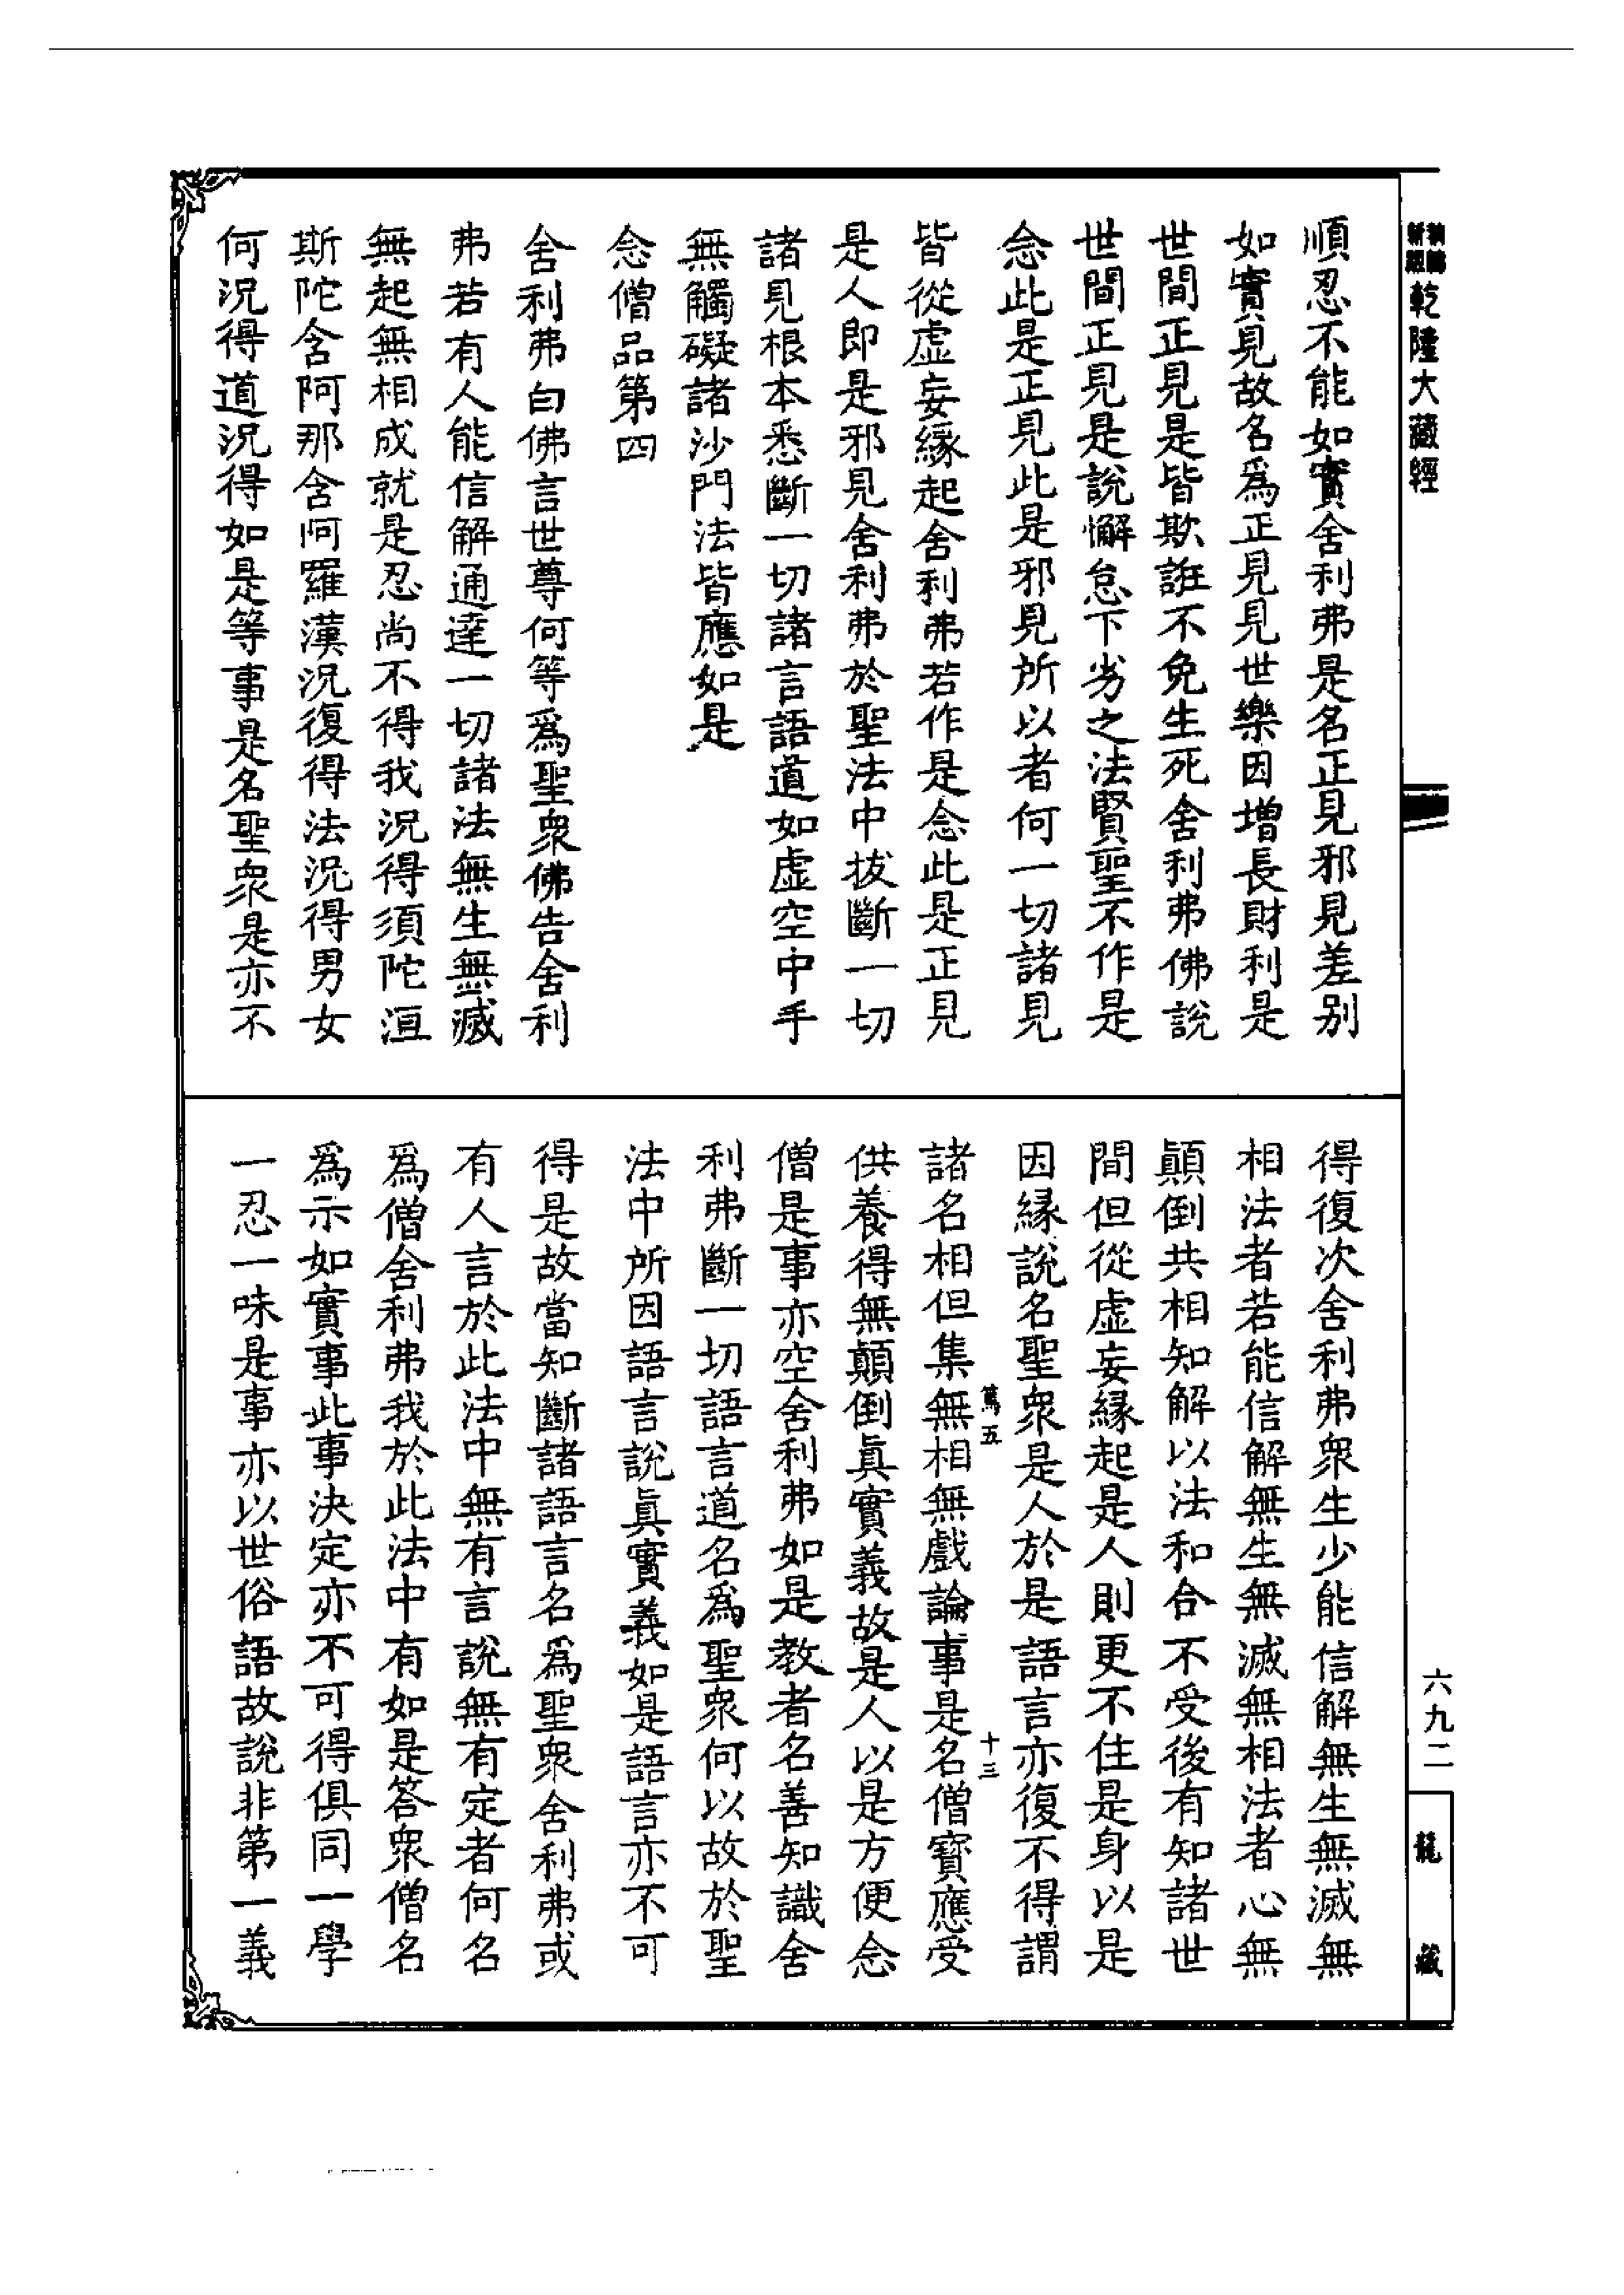 乾隆大藏經
順忍不能如實舍利弗是名正見邪見差別
如實見故名爲正見見世樂因增長財利是
世間正見是皆欺誑不免生死舍利弗佛說
世間正見是說懈怠下劣之法賢聖不作是
念此是正見此是邪見所以者何一切諸見
皆從虛妄緣起舍利弗若作是念此是正見
是人即是邪見舍利弗於聖法中拔斷一切
諸見根本悉斷一切諸言語道如虛空中手
無觸礙諸沙門法皆應如是
念僧品第四
舍利弗白佛言世尊何等爲聖衆佛告舍利
弗若有人能信解通達一切諸法無生無滅
無起無相成就是忍尚不得我況得須陀洹
斯陀含阿那含阿羅漢況復得法況得男女
何況得道況得如是等事是名聖衆是亦不
得復次舍利弗衆生少能信解無生無滅無
相法者若能信解無生無滅無相法者心無
顛倒共相知解以法和合不受後有知諸世
間但從虛妄緣起是人則更不住是身以是
因緣說名聖衆是人於是語言亦復不得謂
篤五
十三
諸名相但集無相無戲論事是名僧寶應受
供養得無顛倒眞實義故是人以是方便念
僧是事亦空舍利弗如是教者名善知識舍
利弗斷一切語言道名爲聖衆何以故於聖
法中所因語言說眞實義如是語言亦不可
得是故當知斷諸語言名爲聖衆舍利弗或
有人言於此法中無有言說無有定者何名
爲僧舍利弗我於此法中有如是答衆僧名
爲示如實事此事決定亦不可得俱同一學
一忍一味是事亦以世俗語故說非第一義
六九二
龍藏